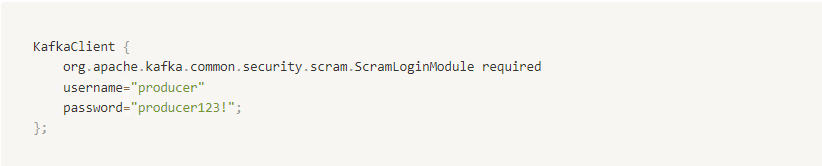 KafkaClient {
    org.apache.kafka.common.security.scram.ScramLoginModule required
    username="producer"
    password="producer123!";
};